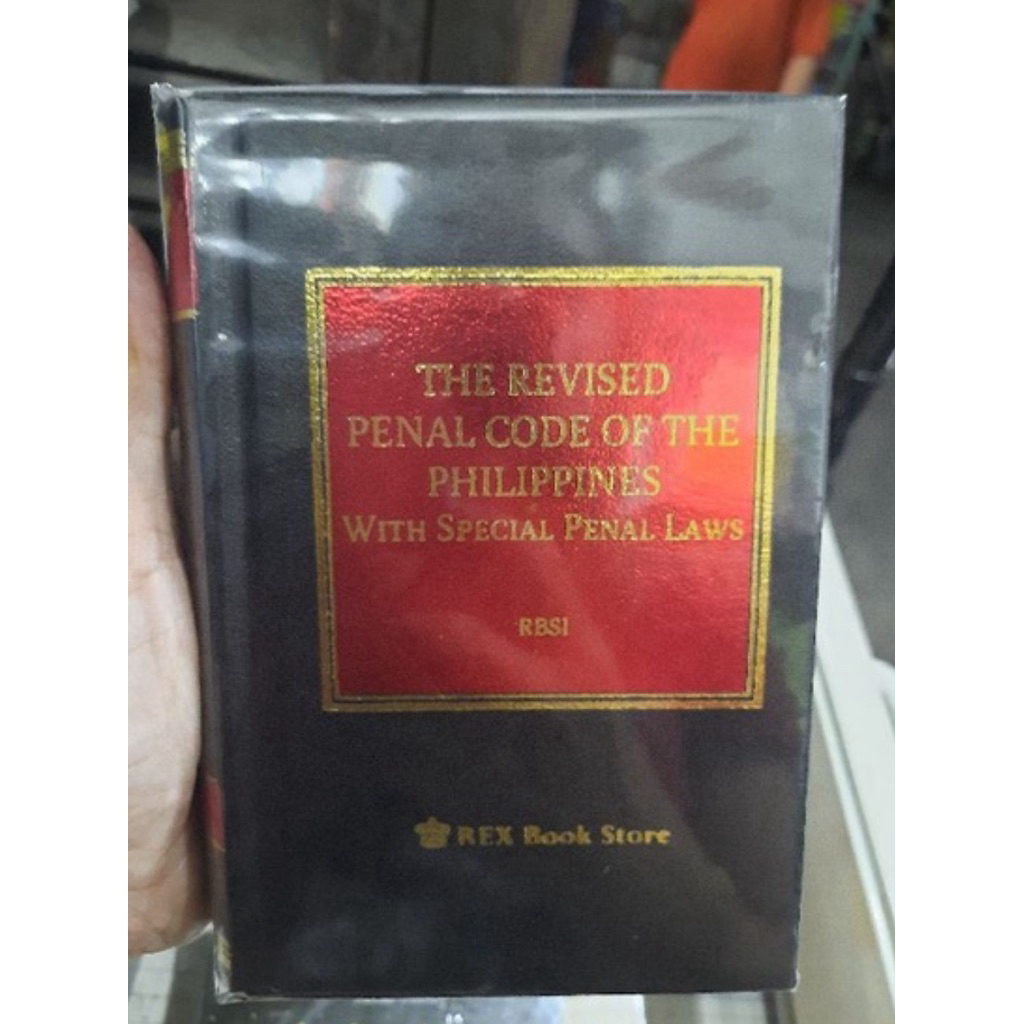 THE REVISED
PENAL CODE OF THE
PHILIPPINES
WITH SPECIAL PENAL LAWS
RBSI
REX Book Store